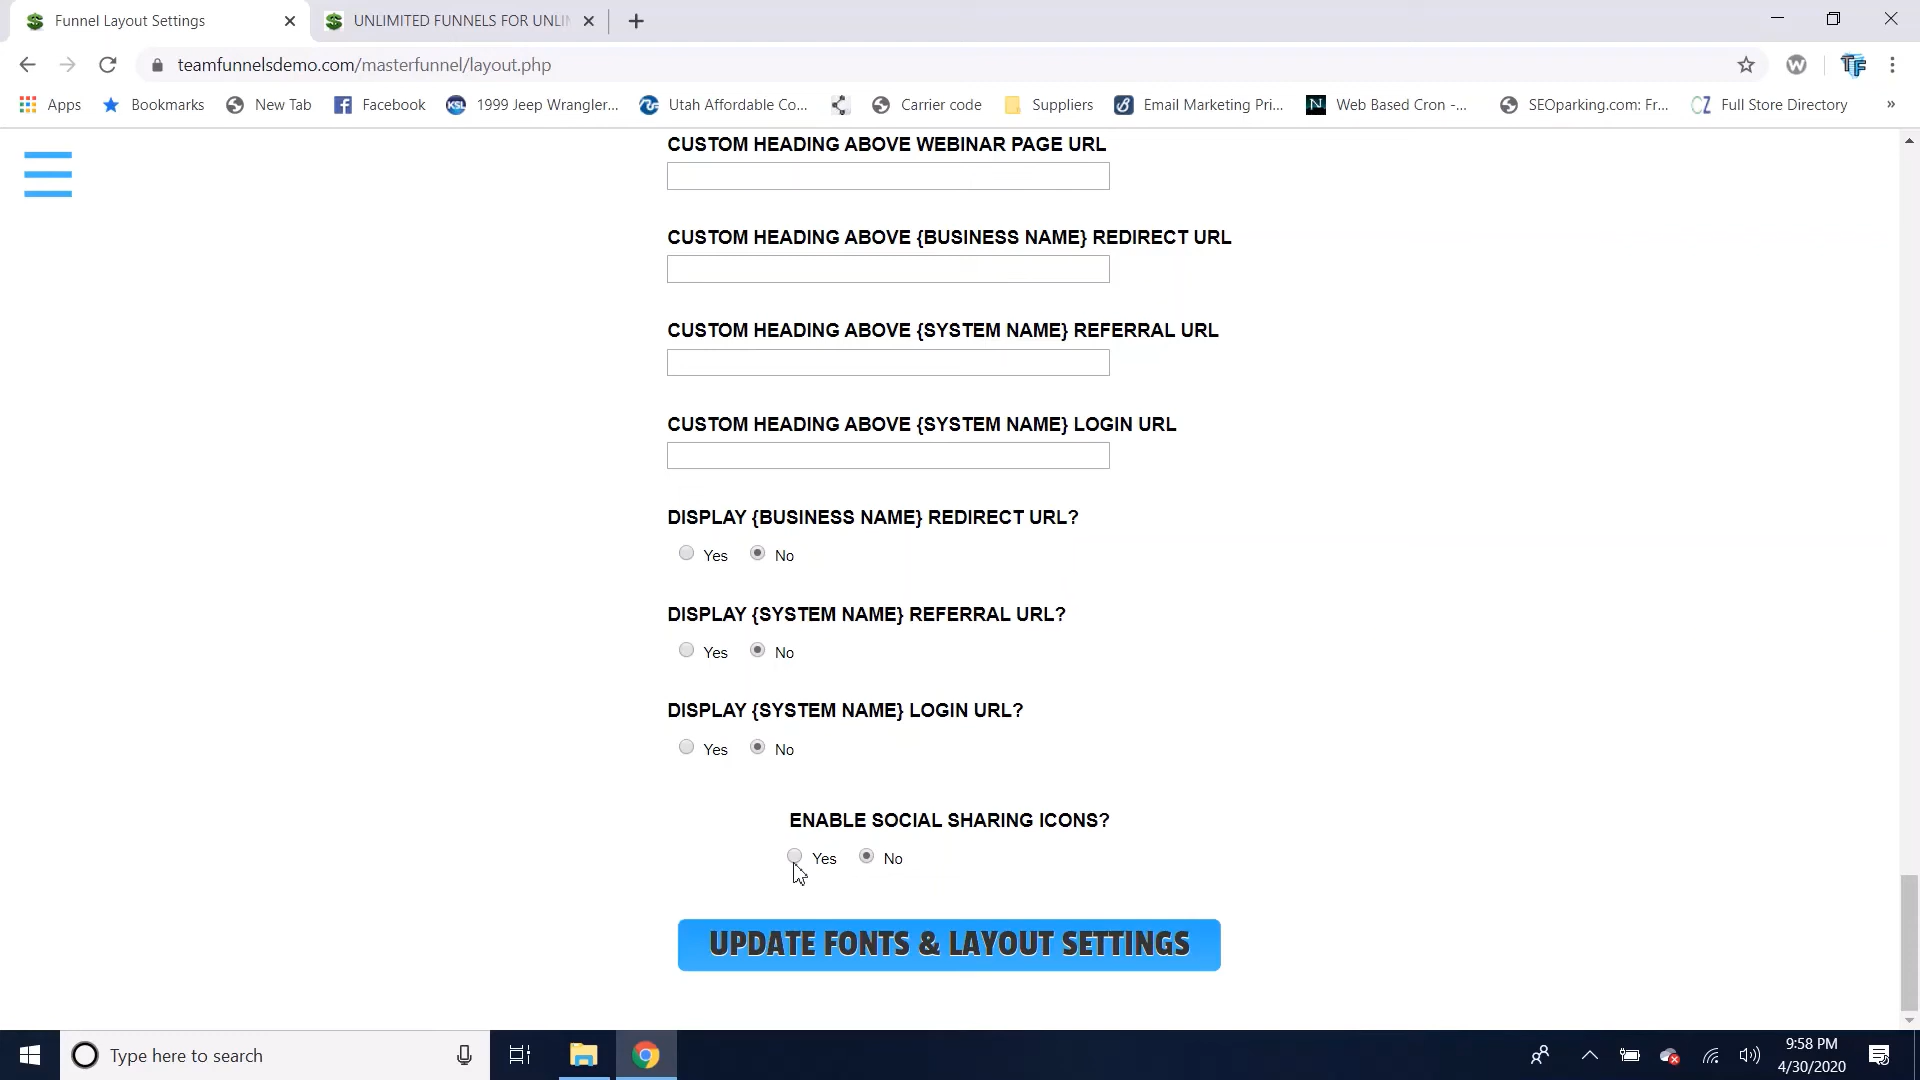 Funnel Layout Settings
UNLIMITED FUNNELS FOR UNLI
teamfunnelsdemo.com/masterfunnel/layout.php
Apps
Bookmarks
New Tab
Facebook
1999 Jeep Wrangler...
Utah Affordable Co...
Carrier code
Suppliers
Email Marketing Pri...
Web Based Cron -...
SEOparking.com: Fr...
Full Store Directory
CUSTOM HEADING ABOVE WEBINAR PAGE URL
CUSTOM HEADING ABOVE {BUSINESS NAME} REDIRECT URL
CUSTOM HEADING ABOVE {SYSTEM NAME} REFERRAL URL
CUSTOM HEADING ABOVE {SYSTEM NAME} LOGIN URL
DISPLAY {BUSINESS NAME} REDIRECT URL?
Yes No
DISPLAY {SYSTEM NAME} REFERRAL URL?
Yes No
DISPLAY {SYSTEM NAME} LOGIN URL?
Yes No
ENABLE SOCIAL SHARING ICONS?
Yes No
UPDATE FONTS & LAYOUT SETTINGS
Type here to search
9:58 PM
4/30/2020